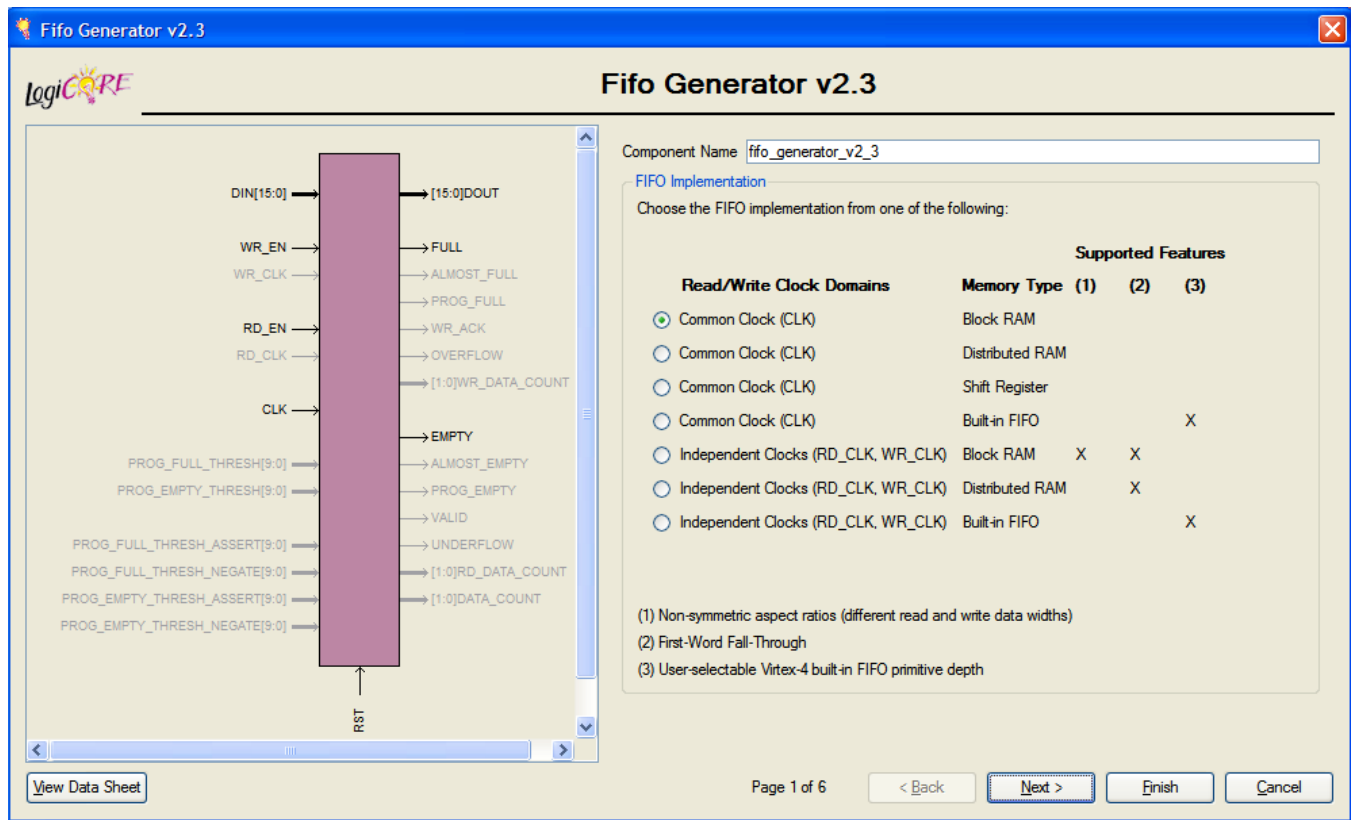 Fifo Generator v2.3
LogiCORE
Fifo Generator v2.3
DIN[15:0]
[15:0]DOUT
WR_EN
FULL
WR_CLK
ALMOST_FULL
PROG_FULL
RD_EN
WR_ACK
RD_CLK
OVERFLOW
[1:0]WR_DATA_COUNT
CLK
EMPTY
PROG_FULL_THRESH[9:0]
ALMOST_EMPTY
PROG_EMPTY_THRESH[9:0]
PROG_EMPTY
VALID
PROG_FULL_THRESH_ASSERT[9:0]
UNDERFLOW
PROG_FULL_THRESH_NEGATE[9:0]
[1:0]RD_DATA_COUNT
PROG_EMPTY_THRESH_ASSERT[9:0]
[1:0]DATA_COUNT
PROG_EMPTY_THRESH_NEGATE[9:0]
RST
Component Name fifo_generator_v2_3
FIFO Implementation
Choose the FIFO implementation from one of the following:
Supported Features
Read/Write Clock Domains Memory Type (1) (2) (3)
Common Clock (CLK) Block RAM
Common Clock (CLK) Distributed RAM
Common Clock (CLK) Shift Register
Common Clock (CLK) Built-in FIFO X
Independent Clocks (RD_CLK, WR_CLK) Block RAM X X
Independent Clocks (RD_CLK, WR_CLK) Distributed RAM X
Independent Clocks (RD_CLK, WR_CLK) Built-in FIFO X
(1) Non-symmetric aspect ratios (different read and write data widths)
(2) First-Word Fall-Through
(3) User-selectable Virtex-4 built-in FIFO primitive depth
View Data Sheet Page 1 of 6 < Back Next > Finish Cancel